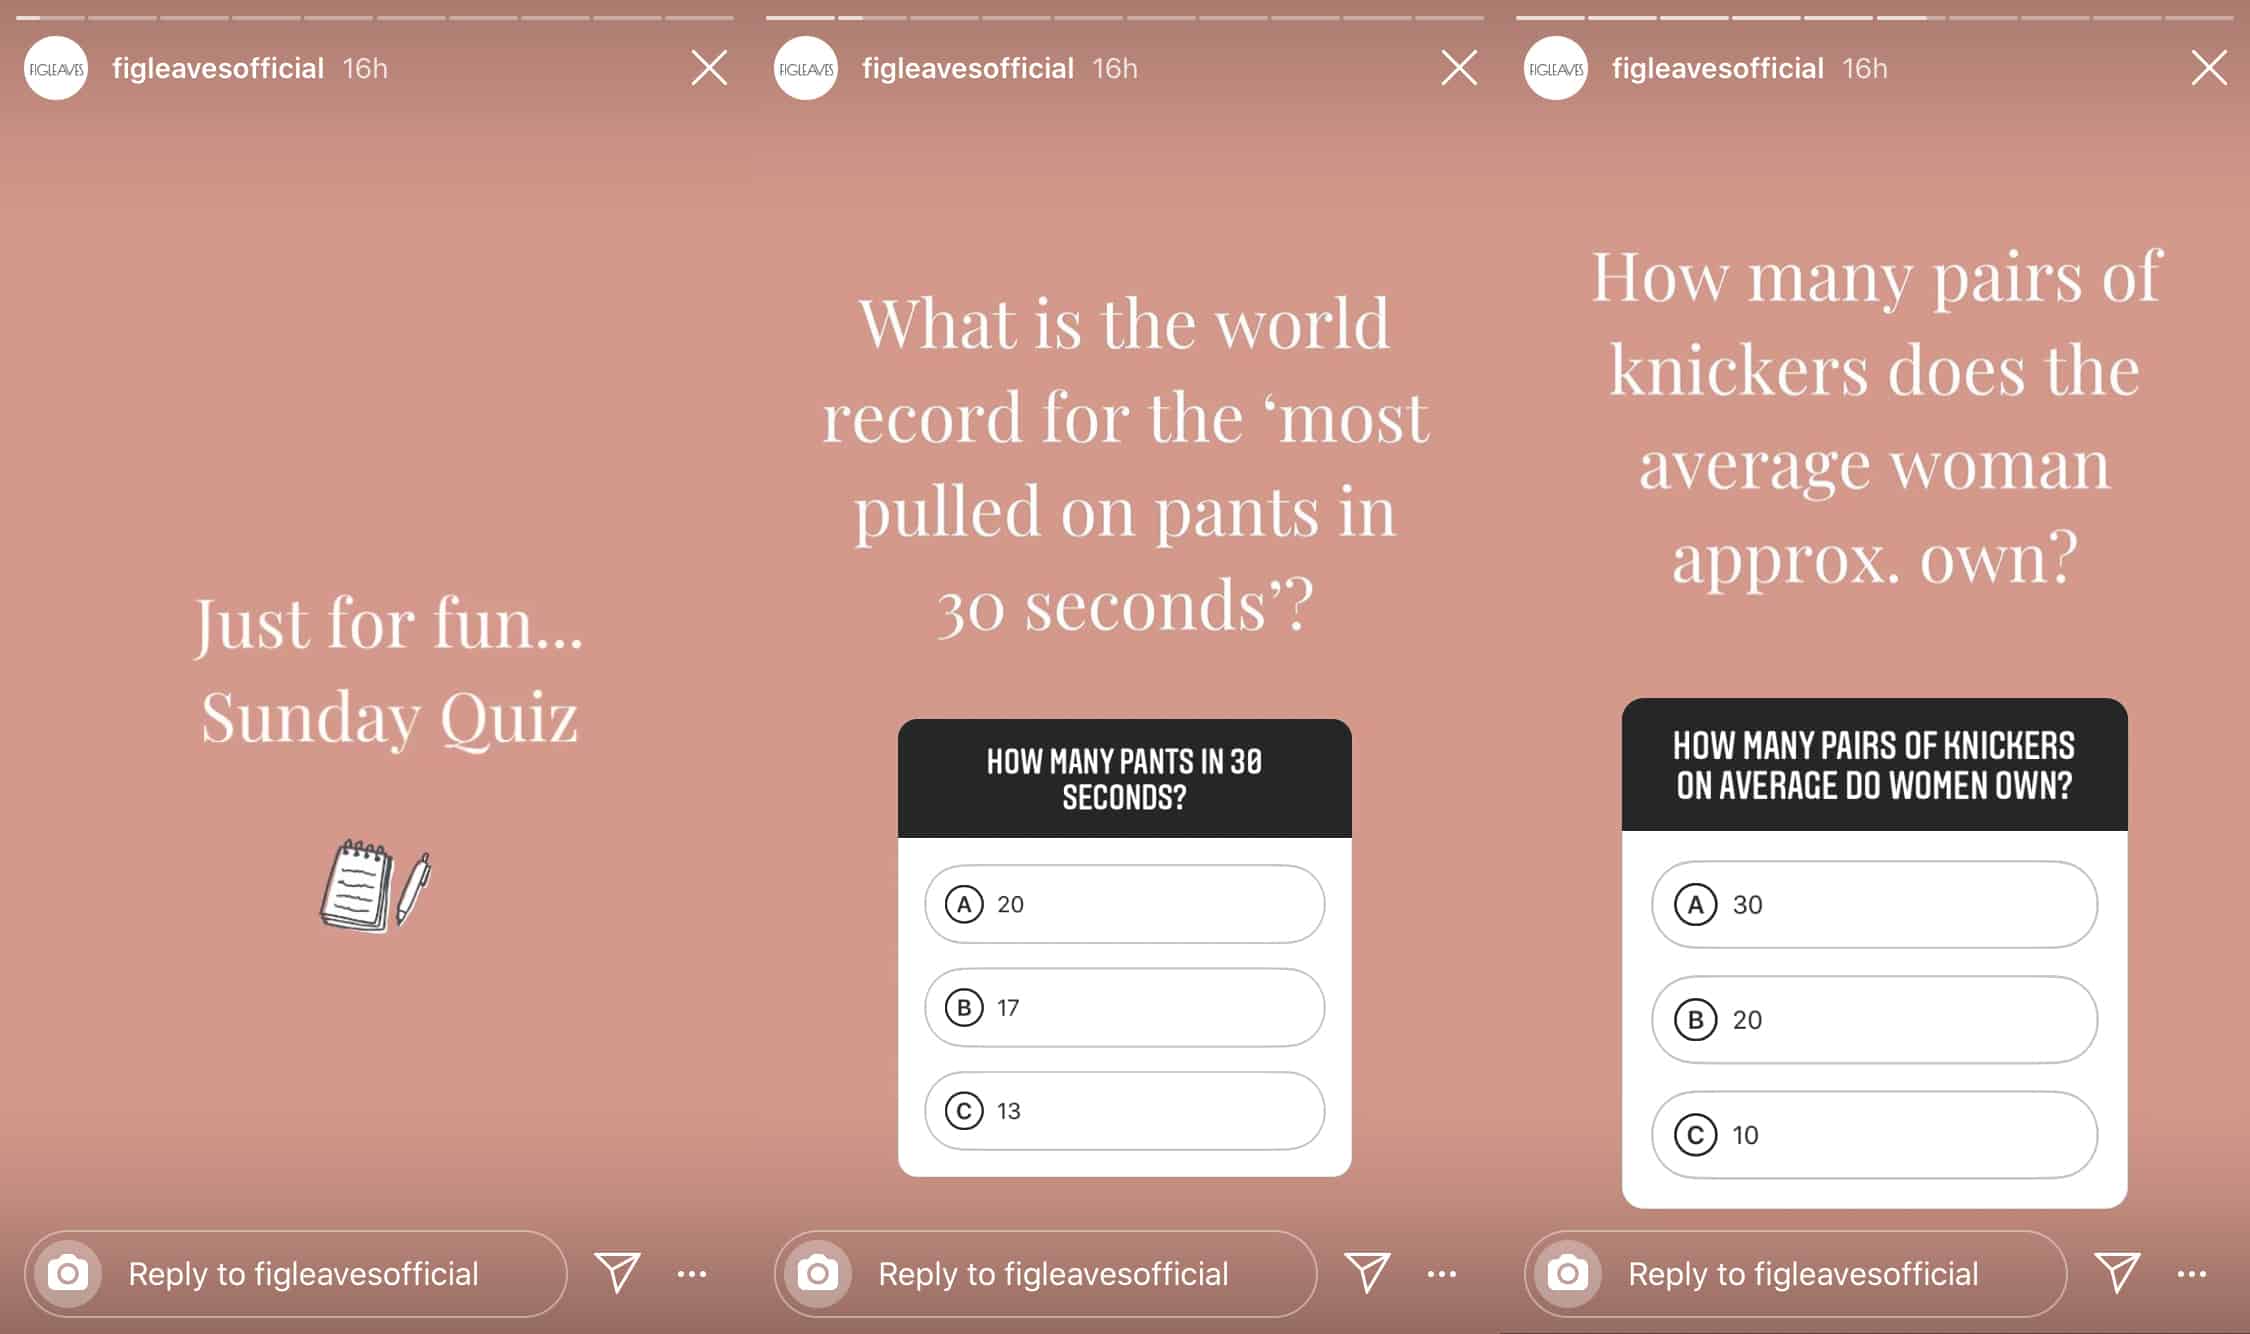 FIGLEAVES
figleavesofficial 16h
Just for fun...
Sunday Quiz
Reply to figleavesofficial
FIGLEAVES
figleavesofficial 16h
What is the world
record for the ‘most
pulled on pants in
30 seconds’?
HOW MANY PANTS IN 30
SECONDS?
A 20
B 17
C 13
Reply to figleavesofficial
FIGLEAVES
figleavesofficial 16h
How many pairs of
knickers does the
average woman
approx. own?
HOW MANY PAIRS OF KNICKERS
ON AVERAGE DO WOMEN OWN?
A 30
B 20
C 10
Reply to figleavesofficial